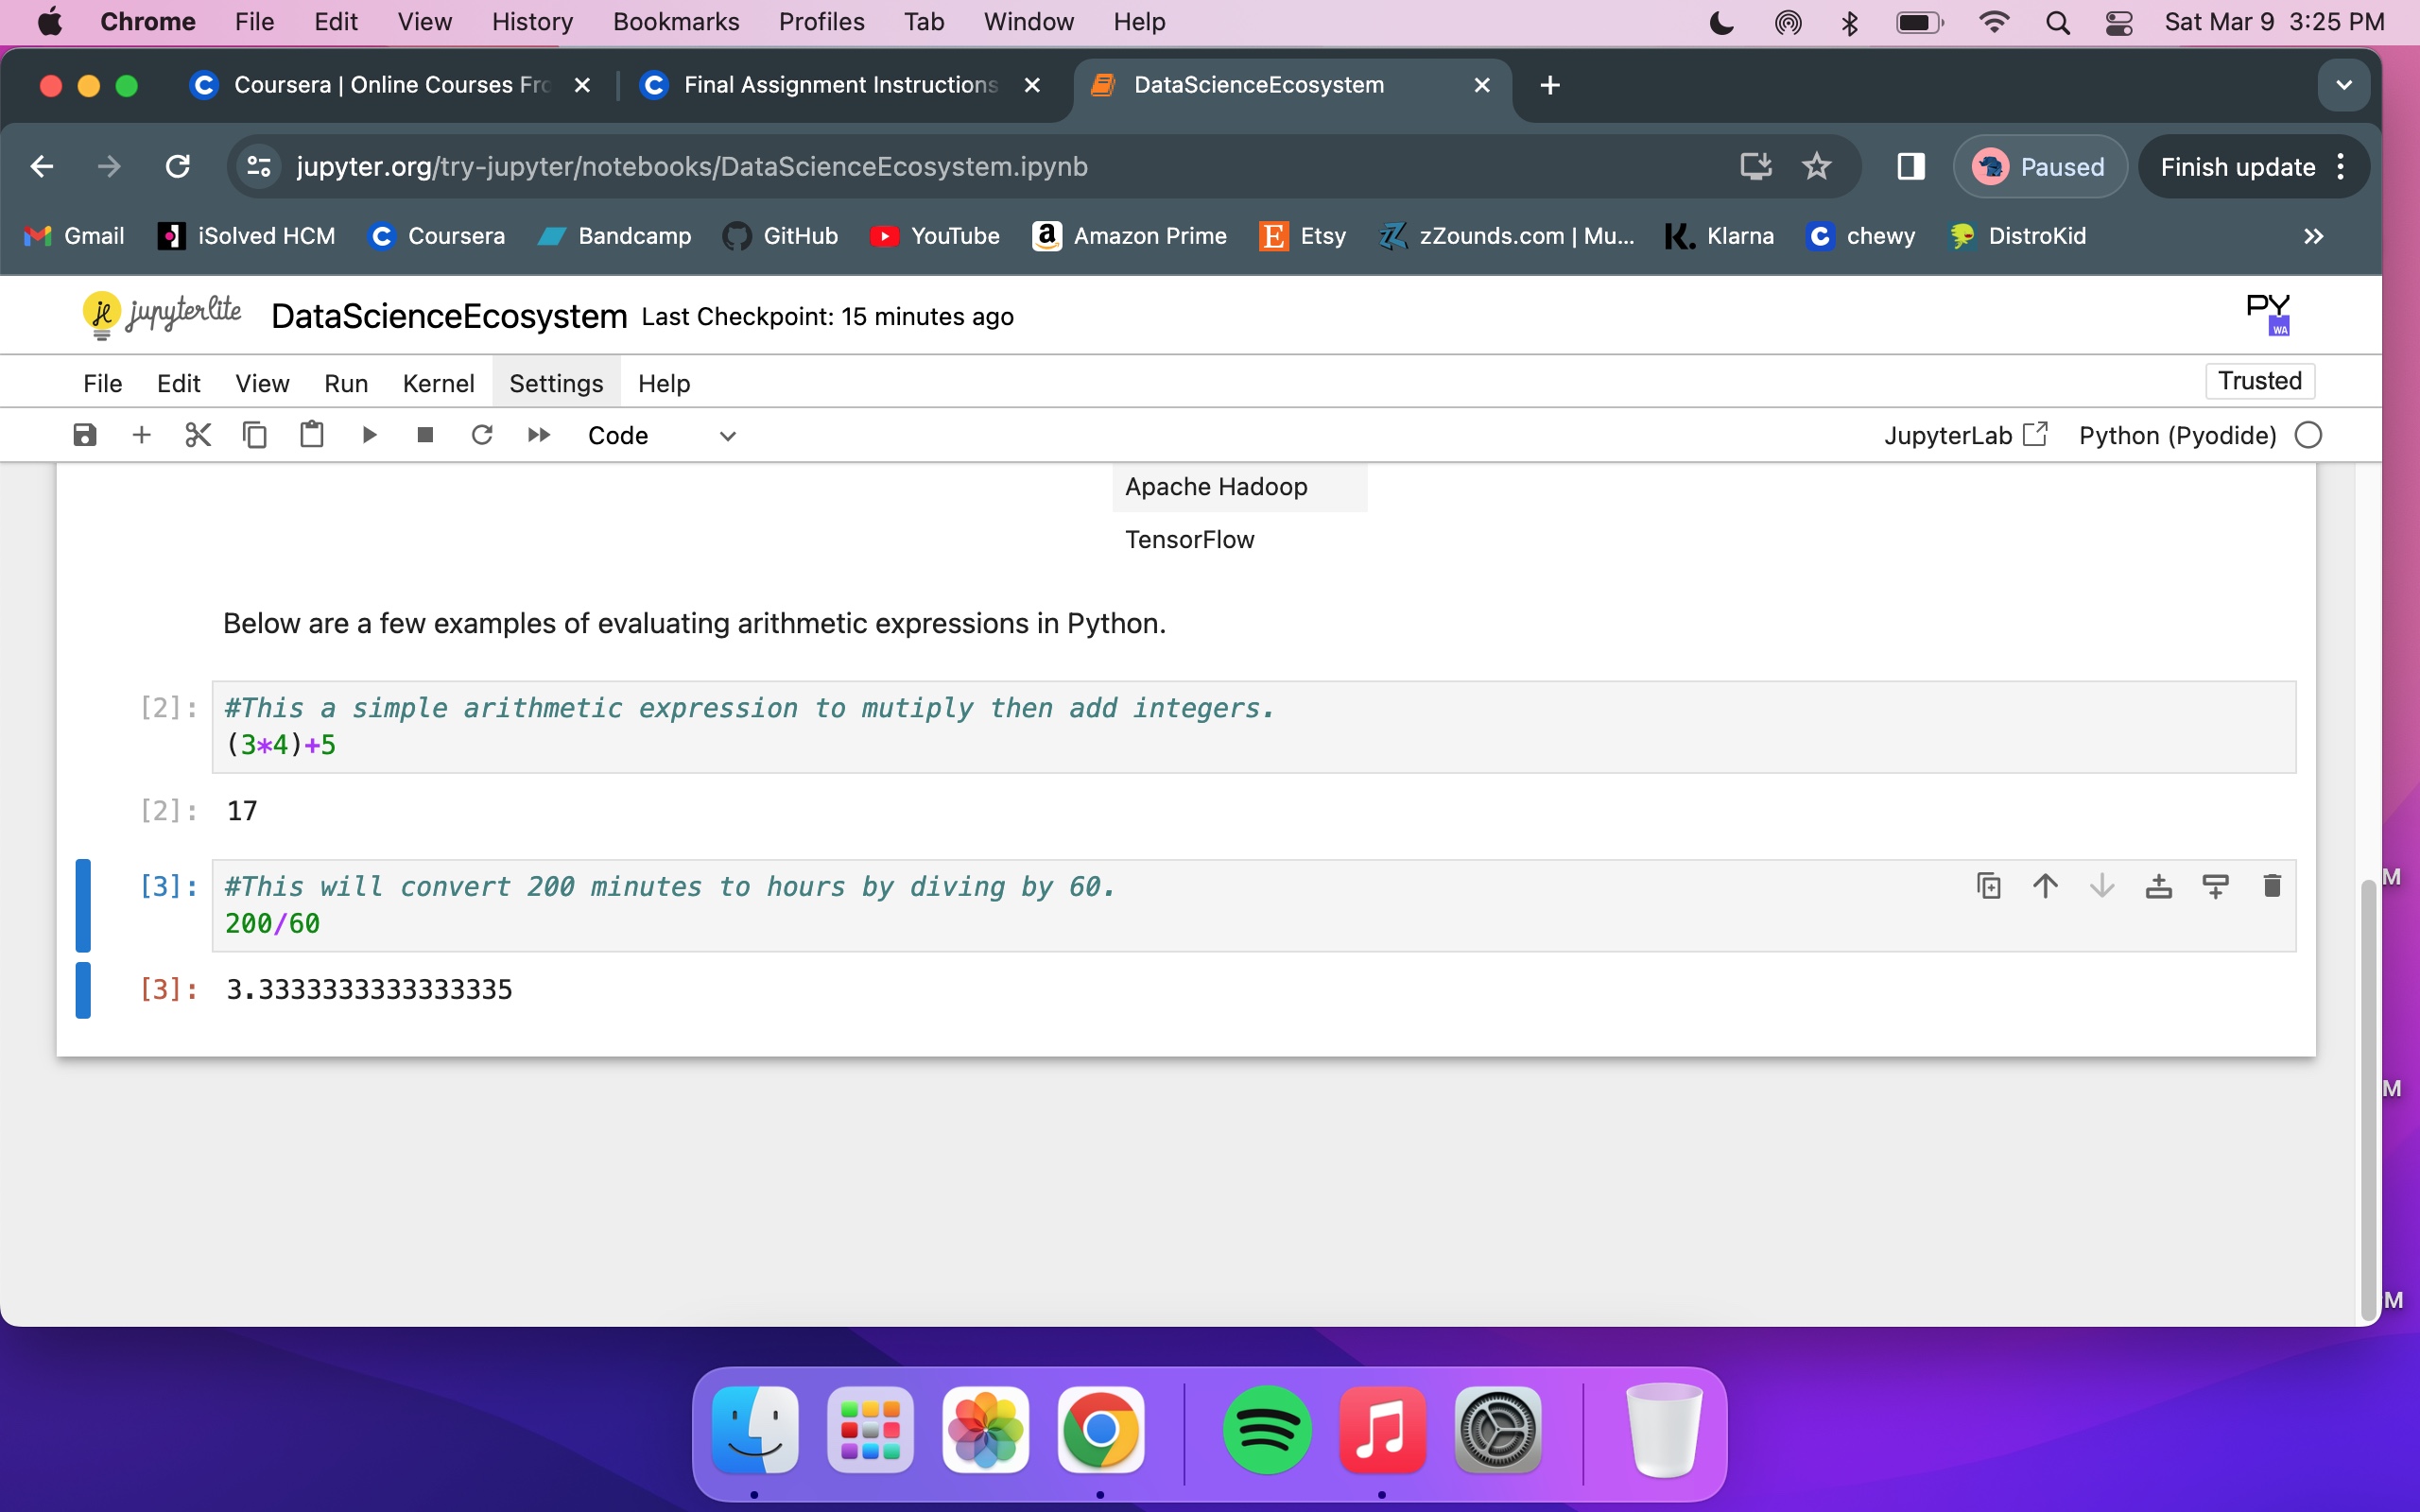 Chrome File Edit View History Bookmarks Profiles Tab Window Help Sat Mar 9 3:25 PM
Coursera | Online Courses Fro Final Assignment Instructions DataScienceEcosystem
jupyter.org/try-jupyter/notebooks/DataScienceEcosystem.ipynb Paused Finish update
Gmail iSolved HCM Coursera Bandcamp GitHub YouTube Amazon Prime Etsy zZounds.com | Mu... Klarna chewy DistroKid
jupyterlite DataScienceEcosystem Last Checkpoint: 15 minutes ago PY WA
File Edit View Run Kernel Settings Help Trusted
Code JupyterLab Python (Pyodide)
Apache Hadoop
TensorFlow
Below are a few examples of evaluating arithmetic expressions in Python.
[2]: #This a simple arithmetic expression to mutiply then add integers.
(3*4)+5
[2]: 17
[3]: #This will convert 200 minutes to hours by diving by 60.
200/60
[3]: 3.3333333333333335
M
M
M